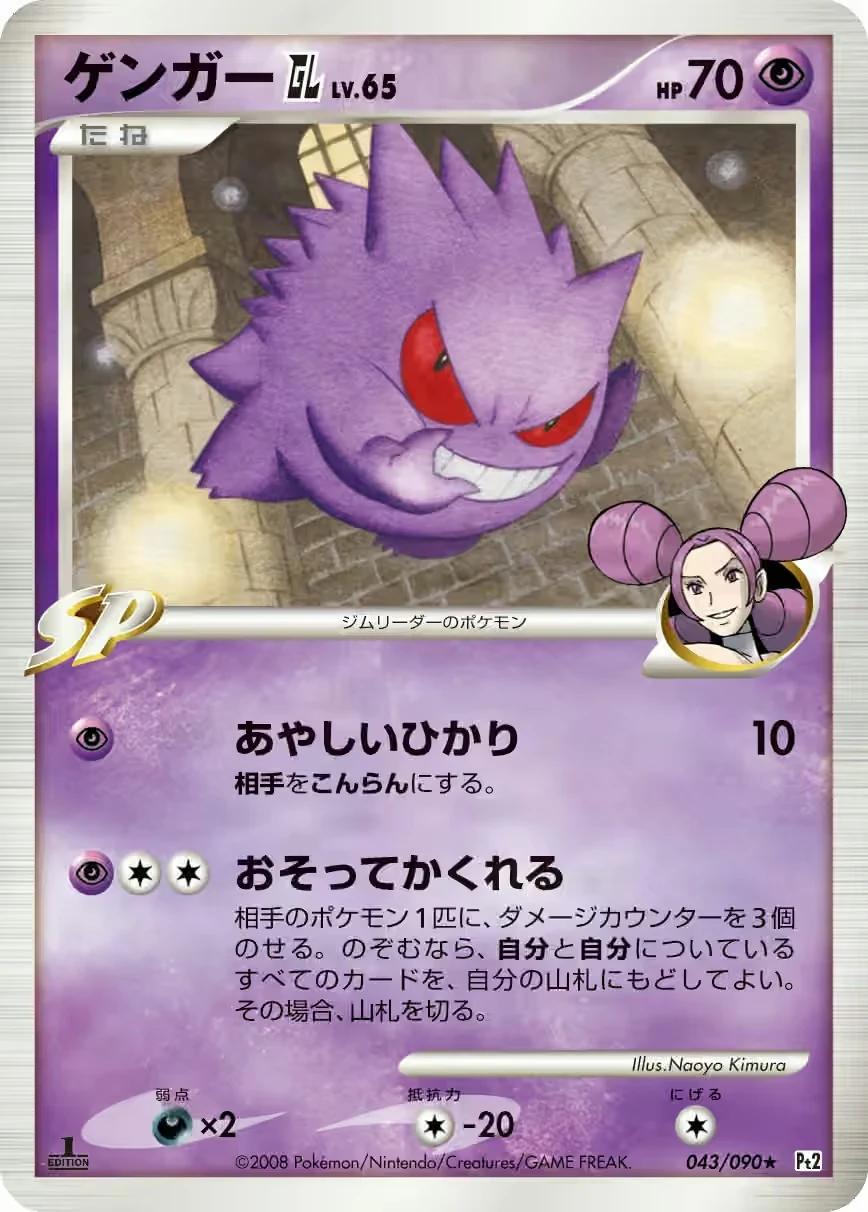 ゲンガー GL LV.65 HP 70
たね
SP
ジムリーダーのポケモン
あやしいひかり 10
相手をこんらんにする。
おそってかくれる
相手のポケモン1匹に、ダメージカウンターを3個
のせる。のぞむなら、自分と自分についている
すべてのカードを、自分の山札にもどしてよい。
その場合、山札を切る。
Illus.Naoyo Kimura
弱点 抵抗力 にげる
×2 -20
1 EDITION
©2008 Pokémon/Nintendo/Creatures/GAME FREAK. 043/090★ Pt2